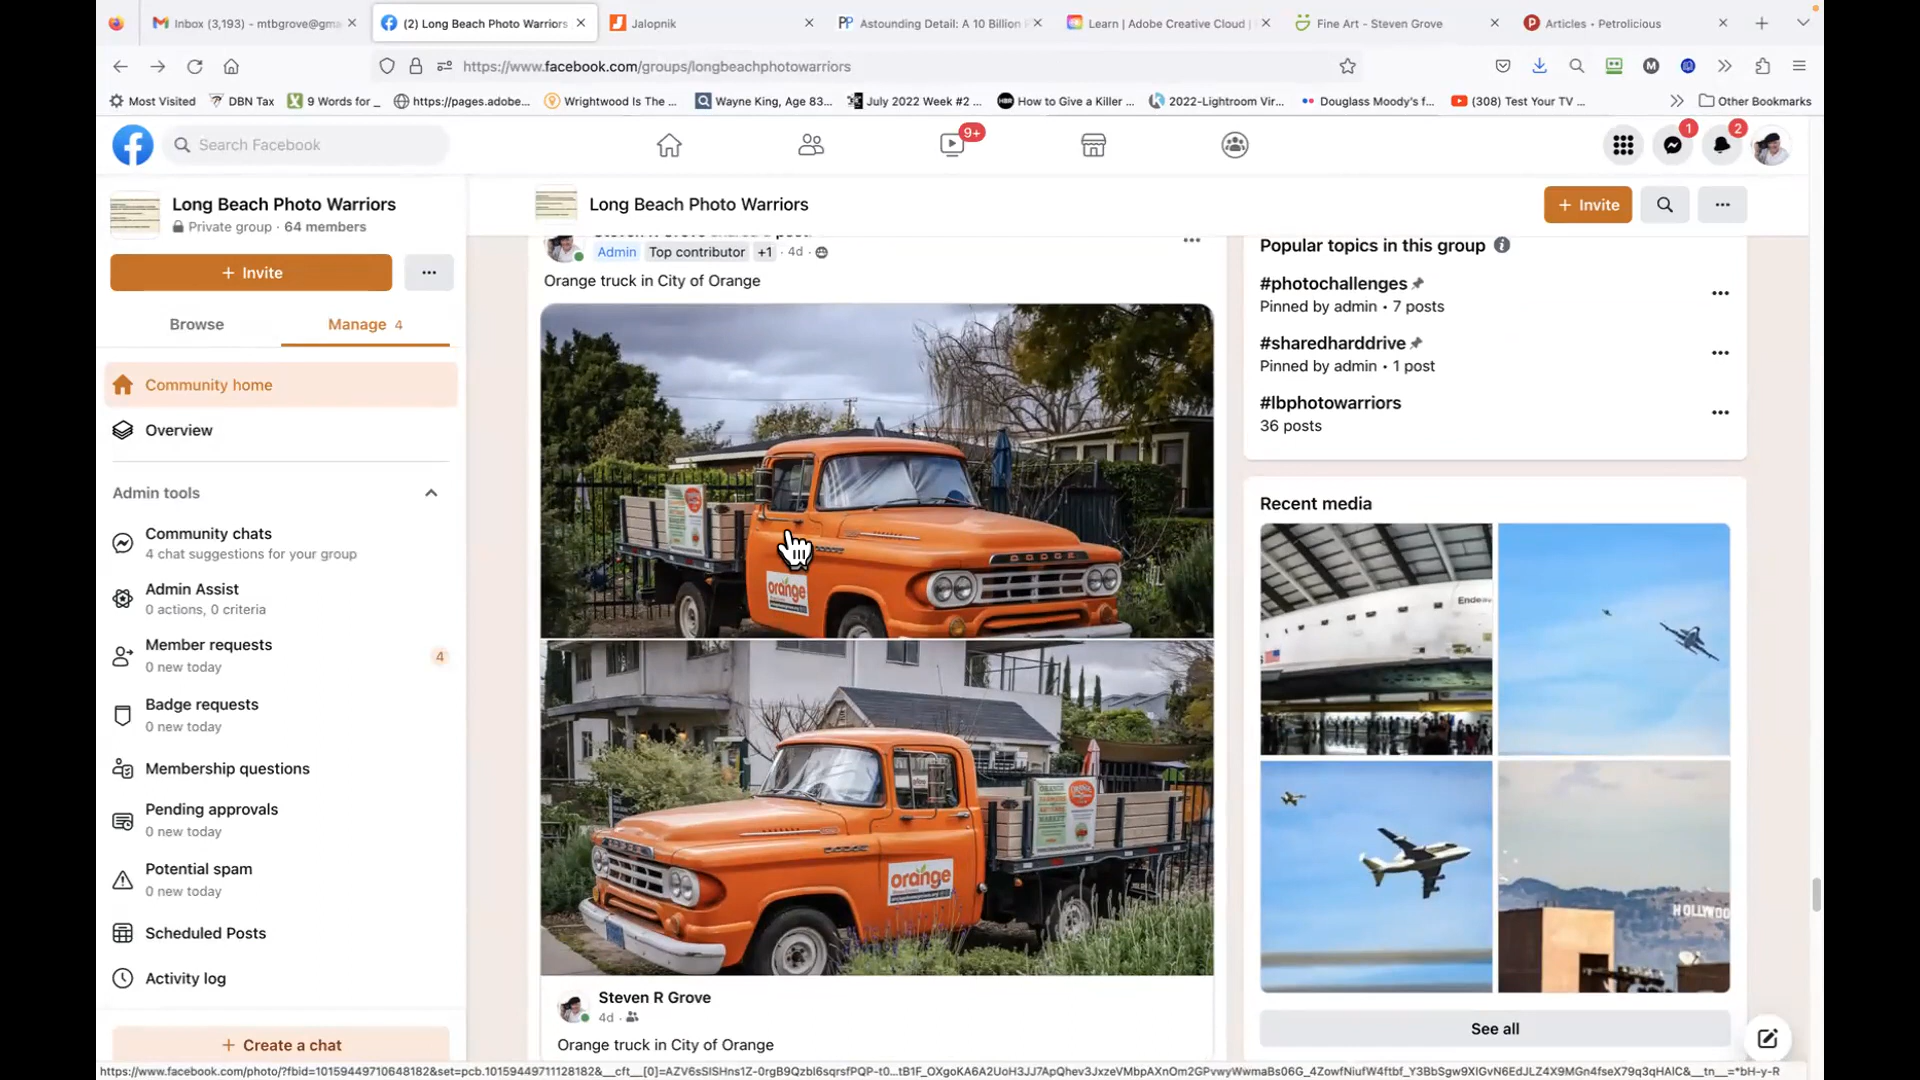 Inbox (3,193) – mtbgrove@gma
(2) Long Beach Photo Warriors
Jalopnik
Astounding Detail: A 10 Billion P
Learn | Adobe Creative Cloud |
Fine Art - Steven Grove
Articles • Petrolicious
https://www.facebook.com/groups/longbeachphotowarriors
Most Visited
DBN Tax
9 Words for _
https://pages.adobe...
Wrightwood Is The ...
Wayne King, Age 83...
July 2022 Week #2 ...
How to Give a Killer ...
2022-Lightroom Vir...
Douglass Moody's f...
(308) Test Your TV ...
Other Bookmarks
Search Facebook
9+
1
2
Long Beach Photo Warriors
Private group · 64 members
+ Invite
Browse
Manage 4
Community home
Overview
Admin tools
Community chats
4 chat suggestions for your group
Admin Assist
0 actions, 0 criteria
Member requests
0 new today
4
Badge requests
0 new today
Membership questions
Pending approvals
0 new today
Potential spam
0 new today
Scheduled Posts
Activity log
+ Create a chat
Long Beach Photo Warriors
+ Invite
Admin Top contributor +1 · 4d ·
Orange truck in City of Orange
DODGE
orange
orange
Steven R Grove
4d ·
Orange truck in City of Orange
Popular topics in this group
#photochallenges
Pinned by admin • 7 posts
#sharedharddrive
Pinned by admin • 1 post
#lbphotowarriors
36 posts
Recent media
Endeav
HOLLYWOO
See all